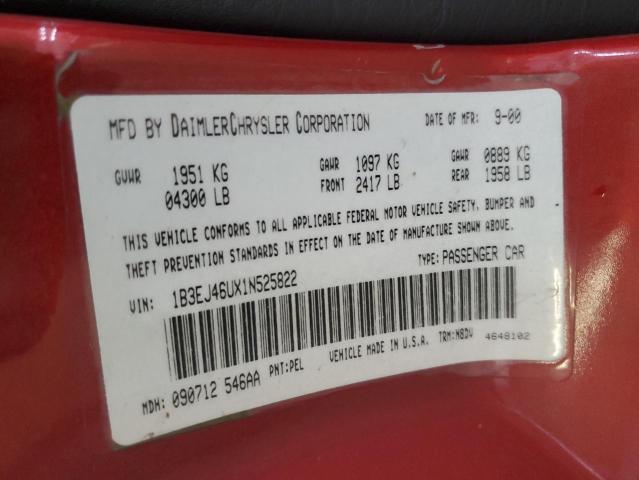 MFD BY DAIMLERCHRYSLER CORPORATION DATE OF MFR: 9-00
GVWR 1951 KG GAWR 1097 KG GAWR 0889 KG
04300 LB FRONT 2417 LB REAR 1958 LB
THIS VEHICLE CONFORMS TO ALL APPLICABLE FEDERAL MOTOR VEHICLE SAFETY, BUMPER AND
THEFT PREVENTION STANDARDS IN EFFECT ON THE DATE OF MANUFACTURE SHOWN ABOVE.
VIN: 1B3EJ46UX1N525822 TYPE: PASSENGER CAR
MDH: 090712 546AA PNT:PEL VEHICLE MADE IN U.S.A. TRM:N8DV 4648102